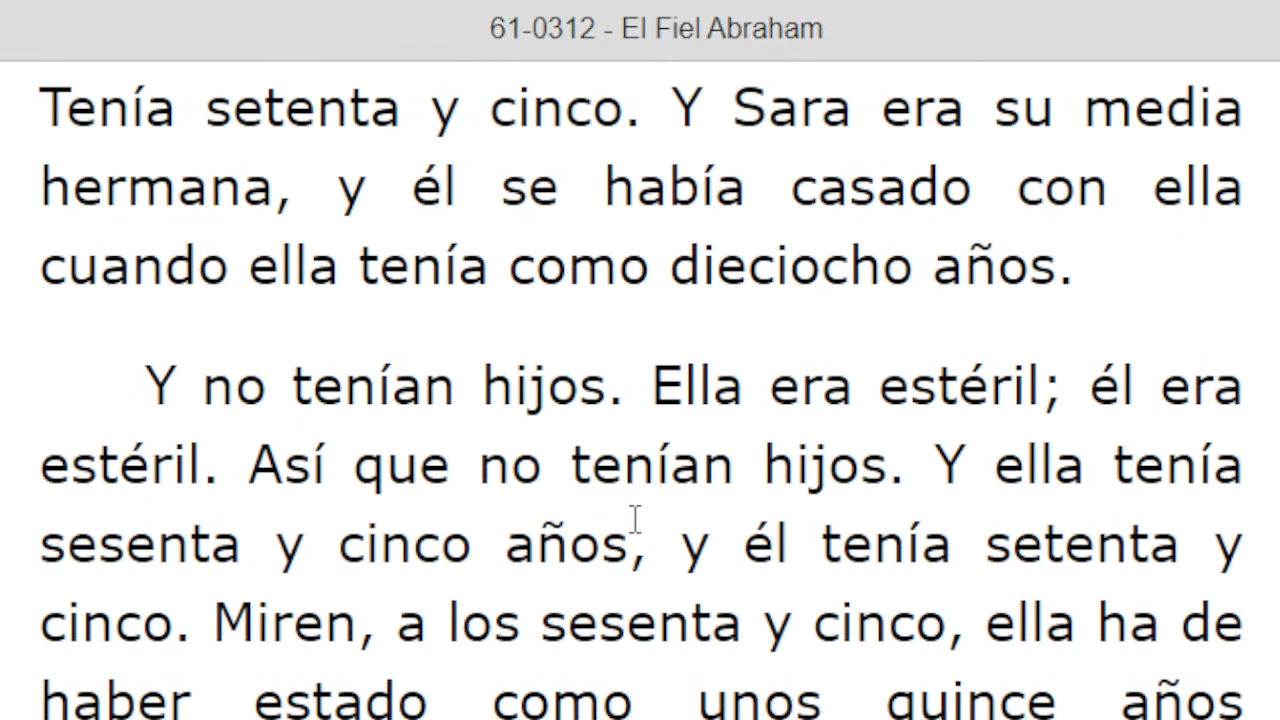 61-0312 - El Fiel Abraham
Tenía setenta y cinco. Y Sara era su media
hermana, y él se había casado con ella
cuando ella tenía como dieciocho años.
Y no tenían hijos. Ella era estéril; él era
estéril. Así que no tenían hijos. Y ella tenía
sesenta y cinco años, y él tenía setenta y
cinco. Miren, a los sesenta y cinco, ella ha de
haber estado como unos quince años